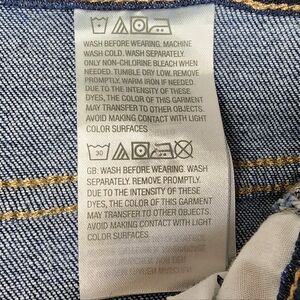 WASH BEFORE WEARING. MACHINE
WASH COLD. WASH SEPARATELY.
ONLY NON-CHLORINE BLEACH WHEN
NEEDED. TUMBLE DRY LOW. REMOVE
PROMPTLY. WARM IRON IF NEEDED.
DUE TO THE INTENSITY OF THESE
DYES, THE COLOR OF THIS GARMENT
MAY TRANSFER TO OTHER OBJECTS.
AVOID MAKING CONTACT WITH LIGHT
COLOR SURFACES
30
GB: WASH BEFORE WEARING. WASH
SEPARATELY. REMOVE PROMPTLY.
DUE TO THE INTENSITY OF THESE
DYES, THE COLOR OF THIS GARMENT
MAY TRANSFER TO OTHER OBJECTS.
AVOID MAKING CONTACT WITH
LIGHT COLOR SURFACES